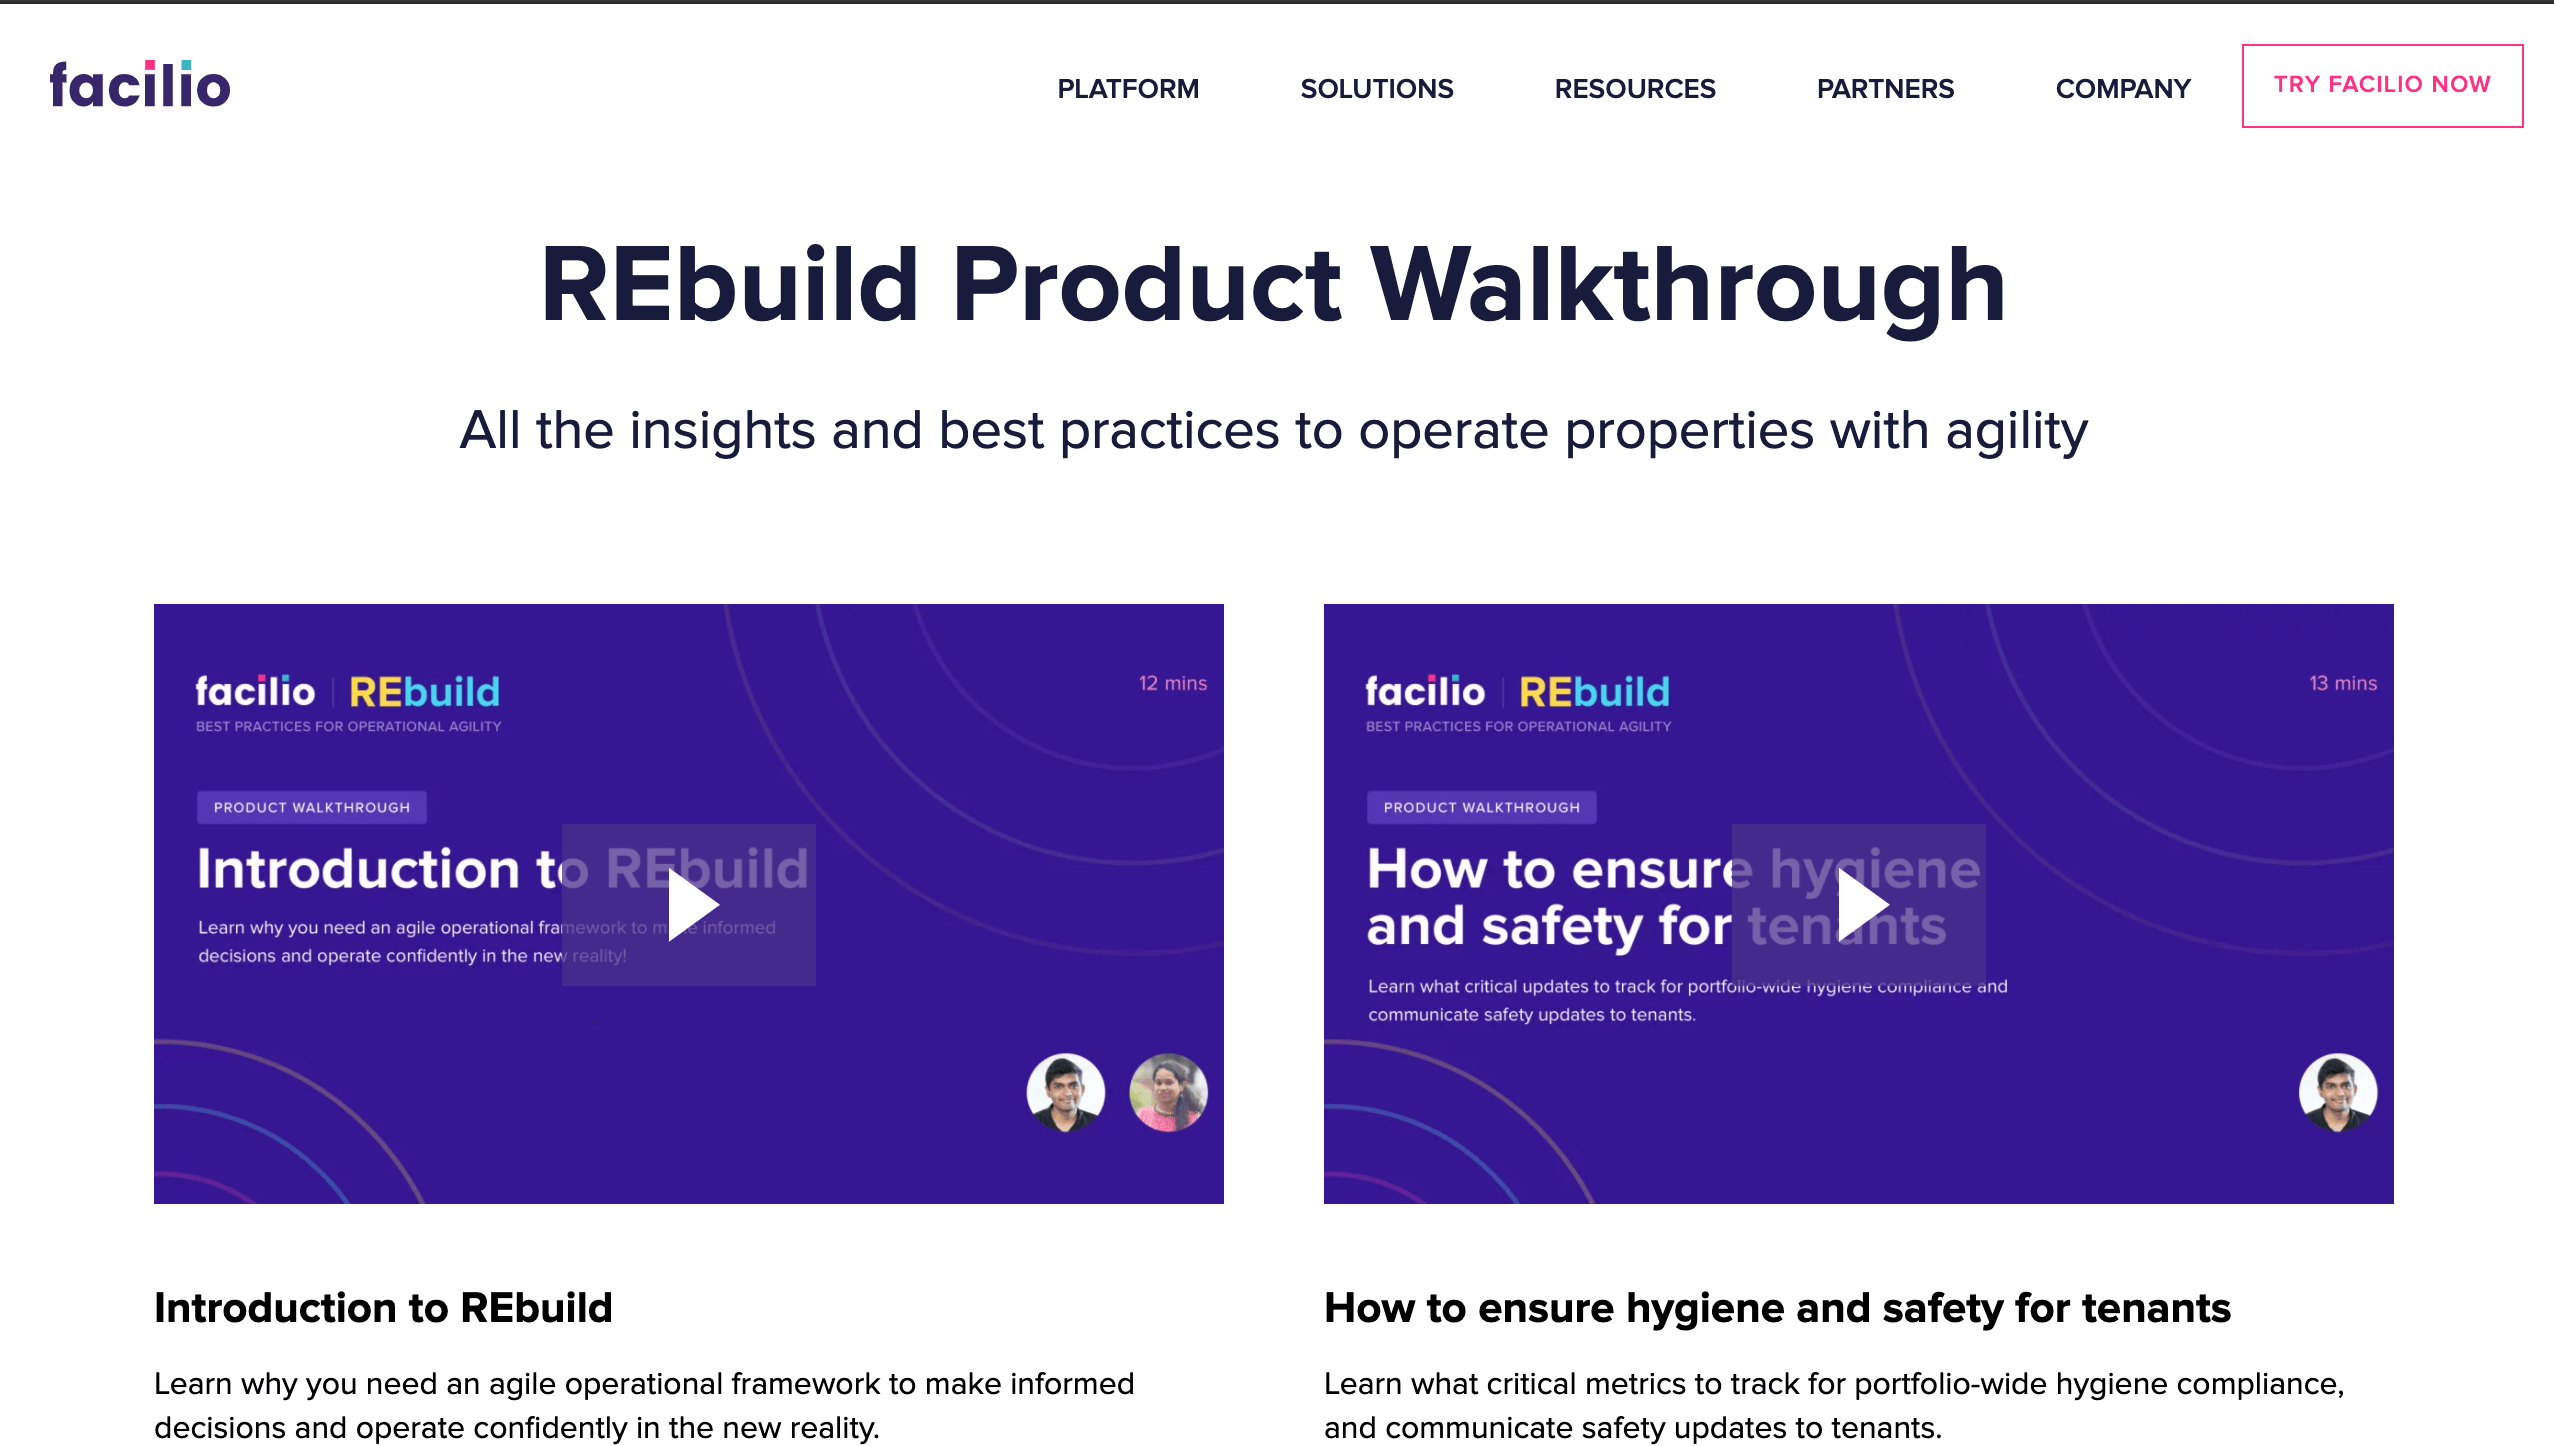 facilio
PLATFORM
SOLUTIONS
RESOURCES
PARTNERS
COMPANY
TRY FACILIO NOW
REbuild Product Walkthrough
All the insights and best practices to operate properties with agility
facilio | REbuild
BEST PRACTICES FOR OPERATIONAL AGILITY
12 mins
PRODUCT WALKTHROUGH
Introduction to REbuild
Learn why you need an agile operational framework to make informed
decisions and operate confidently in the new reality!
facilio | REbuild
BEST PRACTICES FOR OPERATIONAL AGILITY
13 mins
PRODUCT WALKTHROUGH
How to ensure hygiene
and safety for tenants
Learn what critical updates to track for portfolio-wide hygiene compliance and
communicate safety updates to tenants.
Introduction to REbuild
Learn why you need an agile operational framework to make informed
decisions and operate confidently in the new reality.
How to ensure hygiene and safety for tenants
Learn what critical metrics to track for portfolio-wide hygiene compliance,
and communicate safety updates to tenants.